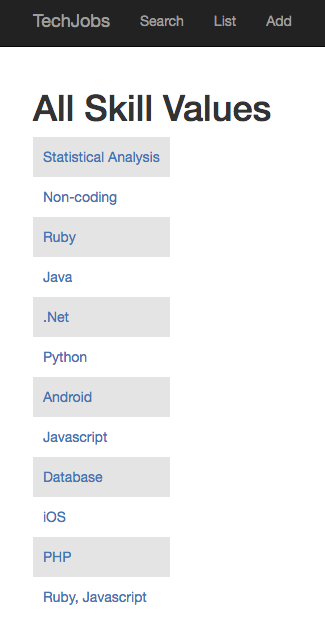 TechJobs Search List Add
All Skill Values
Statistical Analysis
Non-coding
Ruby
Java
.Net
Python
Android
Javascript
Database
iOS
PHP
Ruby, Javascript